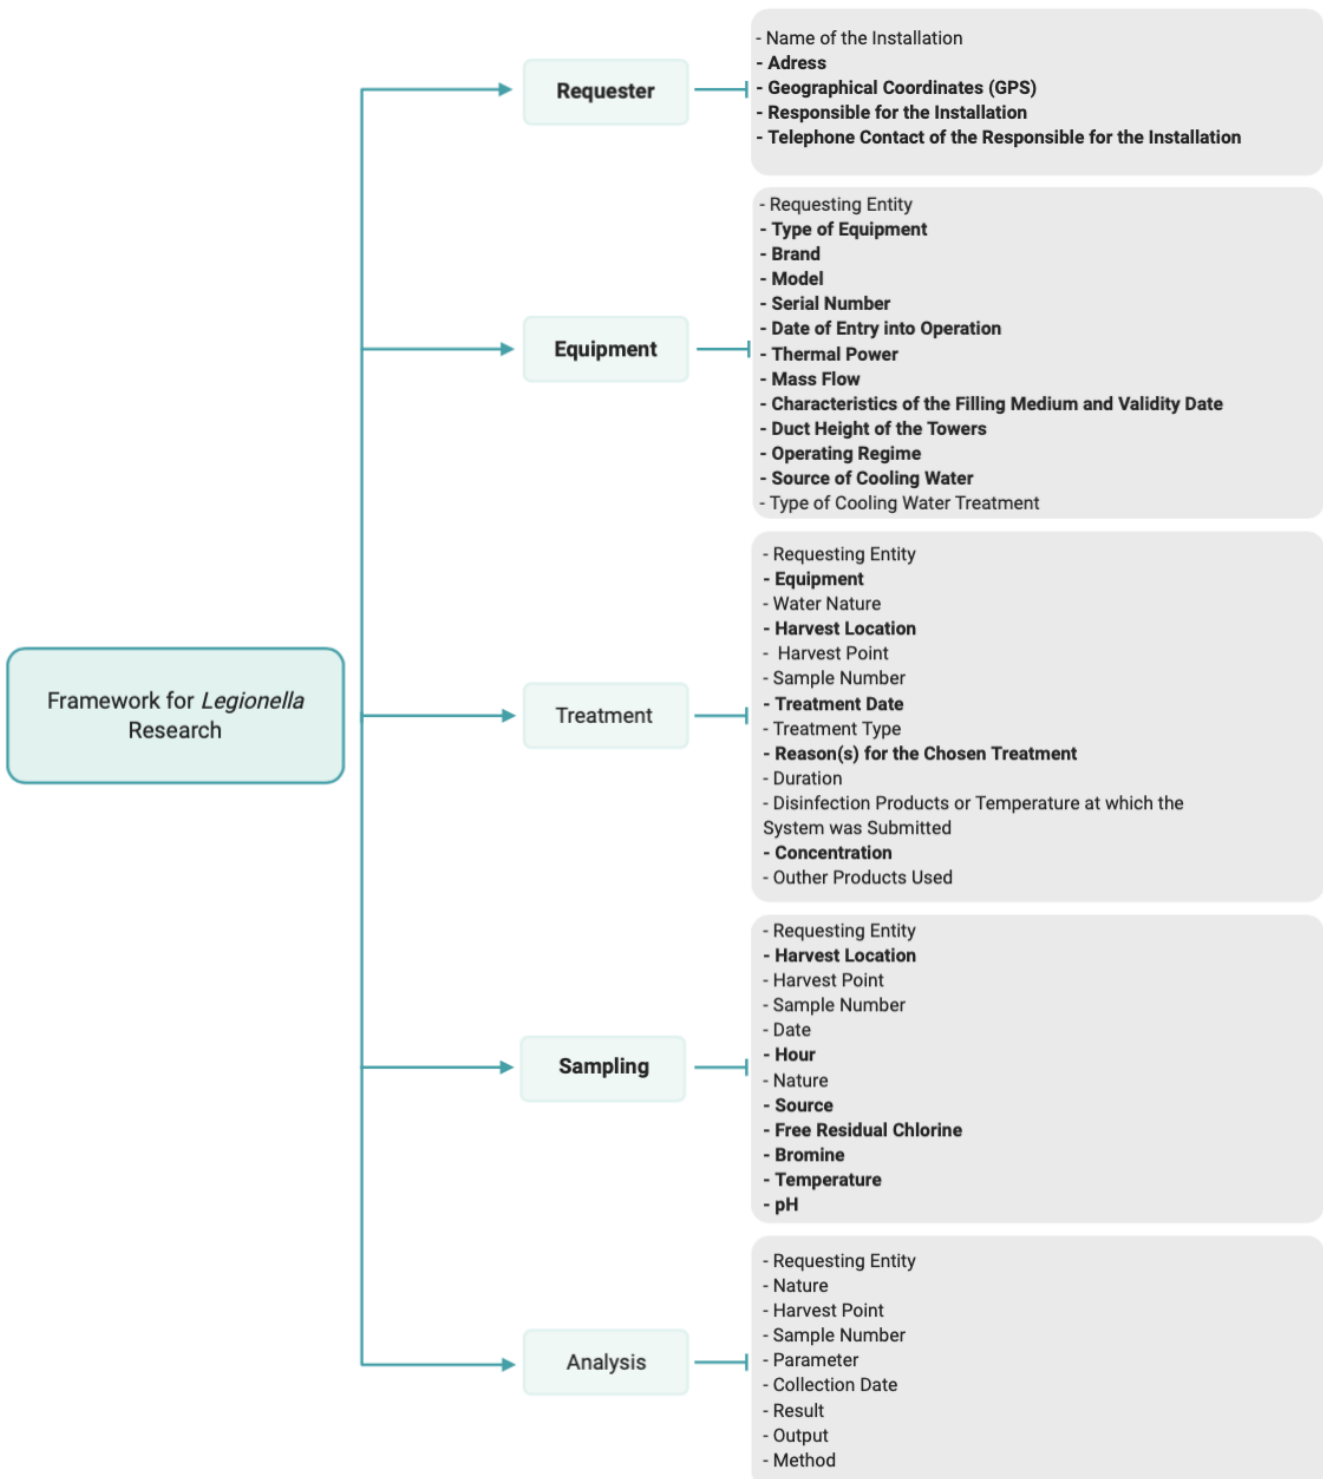 Framework for Legionella
Research
Requester
- Name of the Installation
- Adress
- Geographical Coordinates (GPS)
- Responsible for the Installation
- Telephone Contact of the Responsible for the Installation
Equipment
- Requesting Entity
- Type of Equipment
- Brand
- Model
- Serial Number
- Date of Entry into Operation
- Thermal Power
- Mass Flow
- Characteristics of the Filling Medium and Validity Date
- Duct Height of the Towers
- Operating Regime
- Source of Cooling Water
- Type of Cooling Water Treatment
Treatment
- Requesting Entity
- Equipment
- Water Nature
- Harvest Location
- Harvest Point
- Sample Number
- Treatment Date
- Treatment Type
- Reason(s) for the Chosen Treatment
- Duration
- Disinfection Products or Temperature at which the
System was Submitted
- Concentration
- Outher Products Used
Sampling
- Requesting Entity
- Harvest Location
- Harvest Point
- Sample Number
- Date
- Hour
- Nature
- Source
- Free Residual Chlorine
- Bromine
- Temperature
- pH
Analysis
- Requesting Entity
- Nature
- Harvest Point
- Sample Number
- Parameter
- Collection Date
- Result
- Output
- Method